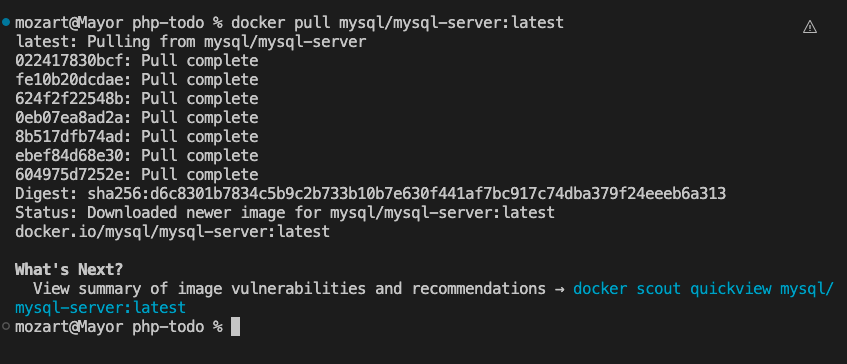 mozart@Mayor php-todo % docker pull mysql/mysql-server:latest
latest: Pulling from mysql/mysql-server
022417830bcf: Pull complete
fe10b20dcdae: Pull complete
624f2f22548b: Pull complete
0eb07ea8ad2a: Pull complete
8b517dfb74ad: Pull complete
ebef84d68e30: Pull complete
604975d7252e: Pull complete
Digest: sha256:d6c8301b7834c5b9c2b733b10b7e630f441af7bc917c74dba379f24eeeb6a313
Status: Downloaded newer image for mysql/mysql-server:latest
docker.io/mysql/mysql-server:latest
What's Next?
View summary of image vulnerabilities and recommendations → docker scout quickview mysql/
mysql-server:latest
mozart@Mayor php-todo %